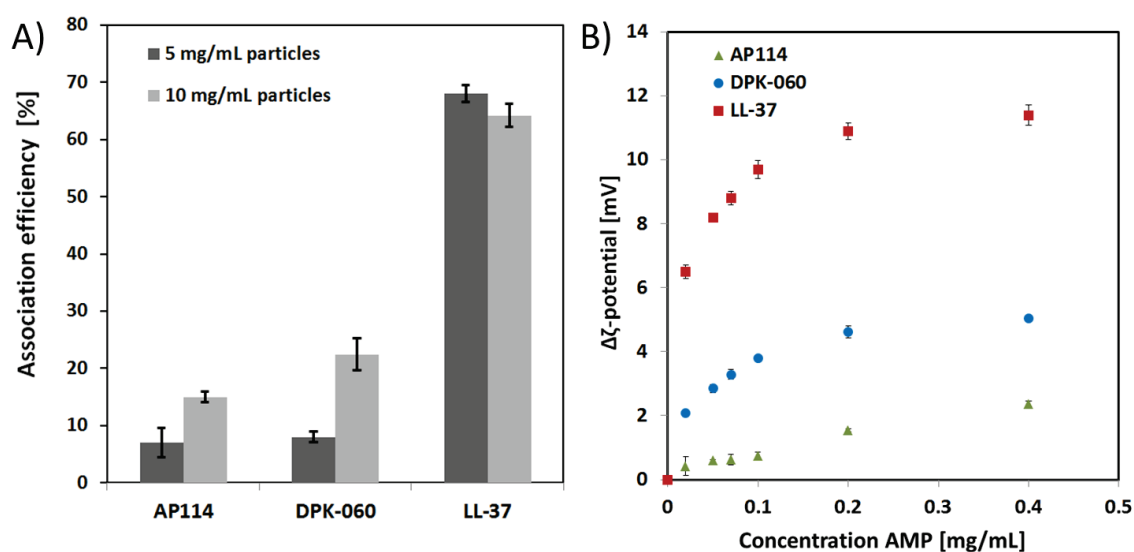 A)
Association efficiency [%]
80
70
60
50
40
30
20
10
0
5 mg/mL particles
10 mg/mL particles
AP114 DPK-060 LL-37
B)
Δζ-potential [mV]
14
12
10
8
6
4
2
0
AP114
DPK-060
LL-37
0 0.1 0.2 0.3 0.4 0.5
Concentration AMP [mg/mL]